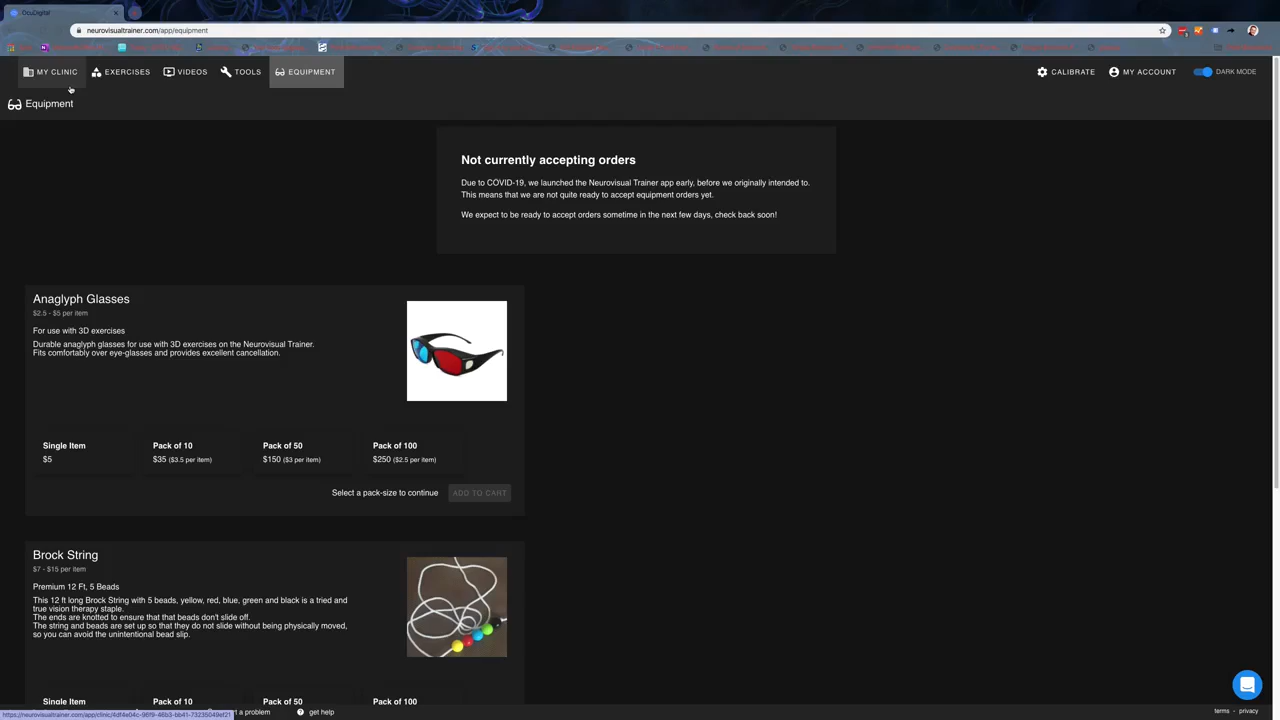 OcuDigital
neurovisualtrainer.com/app/equipment
MY CLINIC
EXERCISES
VIDEOS
TOOLS
EQUIPMENT
CALIBRATE
MY ACCOUNT
DARK MODE
Equipment
Not currently accepting orders
Due to COVID-19, we launched the Neurovisual Trainer app early, before we originally intended to.
This means that we are not quite ready to accept equipment orders yet.
We expect to be ready to accept orders sometime in the next few days, check back soon!
Anaglyph Glasses
$2.5 - $5 per item
For use with 3D exercises
Durable anaglyph glasses for use with 3D exercises on the Neurovisual Trainer.
Fits comfortably over eye-glasses and provides excellent cancellation.
Single Item
$5
Pack of 10
$35 ($3.5 per item)
Pack of 50
$150 ($3 per item)
Pack of 100
$250 ($2.5 per item)
Select a pack-size to continue
ADD TO CART
Brock String
$7 - $15 per item
Premium 12 Ft, 5 Beads
This 12 ft long Brock String with 5 beads, yellow, red, blue, green and black is a tried and
true vision therapy staple.
The ends are knotted to ensure that that beads don't slide off.
The string and beads are set up so that they do not slide without being physically moved,
so you can avoid the unintentional bead slip.
Single Item
Pack of 10
Pack of 50
Pack of 100
a problem
get help
terms - privacy